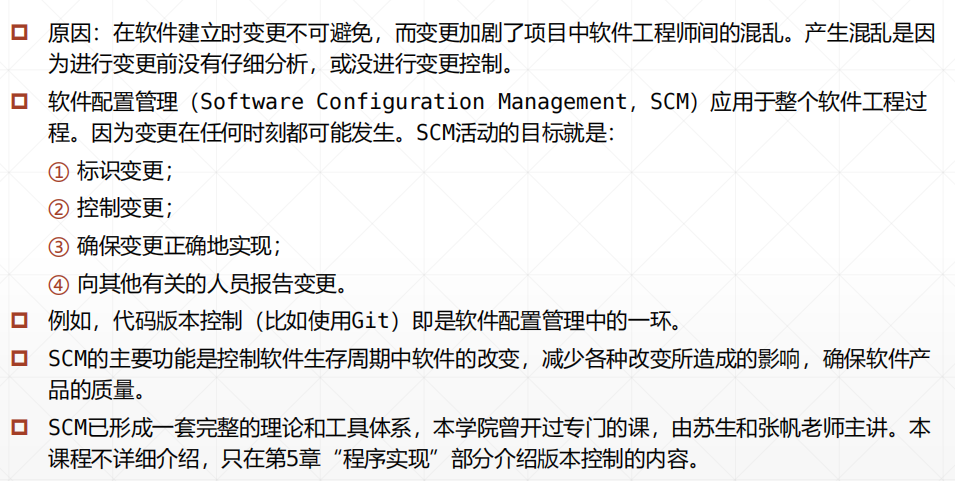 原因：在软件建立时变更不可避免，而变更加剧了项目中软件工程师间的混乱。产生混乱是因
为进行变更前没有仔细分析，或没进行变更控制。
软件配置管理（Software Configuration Management，SCM）应用于整个软件工程过
程。因为变更在任何时刻都可能发生。SCM活动的目标就是：
① 标识变更；
② 控制变更；
③ 确保变更正确地实现；
④ 向其他有关的人员报告变更。
例如，代码版本控制（比如使用Git）即是软件配置管理中的一环。
SCM的主要功能是控制软件生存周期中软件的改变，减少各种改变所造成的影响，确保软件产
品的质量。
SCM已形成一套完整的理论和工具体系，本学院曾开过专门的课，由苏生和张帆老师主讲。本
课程不详细介绍，只在第5章“程序实现”部分介绍版本控制的内容。